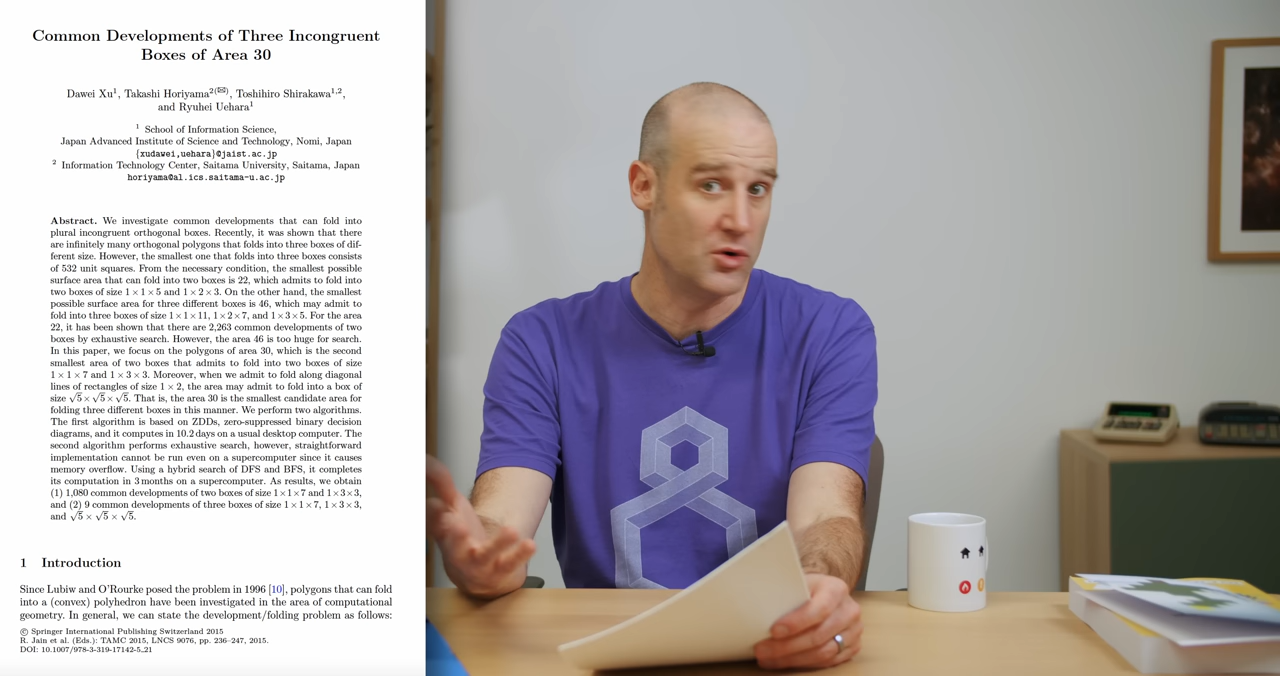 Common Developments of Three Incongruent
Boxes of Area 30
Dawei Xu¹, Takashi Horiyama²⁽✉⁾, Toshihiro Shirakawa¹,²,
and Ryuhei Uehara¹
¹ School of Information Science,
Japan Advanced Institute of Science and Technology, Nomi, Japan
{xudawei,uehara}@jaist.ac.jp
² Information Technology Center, Saitama University, Saitama, Japan
horiyama@al.ics.saitama-u.ac.jp
Abstract. We investigate common developments that can fold into
plural incongruent orthogonal boxes. Recently, it was shown that there
are infinitely many orthogonal polygons that folds into three boxes of dif-
ferent size. However, the smallest one that folds into three boxes consists
of 532 unit squares. From the necessary condition, the smallest possible
surface area that can fold into two boxes is 22, which admits to fold into
two boxes of size 1 × 1 × 5 and 1 × 2 × 3. On the other hand, the smallest
possible surface area for three different boxes is 46, which may admit to
fold into three boxes of size 1 × 1 × 11, 1 × 2 × 7, and 1 × 3 × 5. For the area
22, it has been shown that there are 2,263 common developments of two
boxes by exhaustive search. However, the area 46 is too huge for search.
In this paper, we focus on the polygons of area 30, which is the second
smallest area of two boxes that admits to fold into two boxes of size
1 × 1 × 7 and 1 × 3 × 3. Moreover, when we admit to fold along diagonal
lines of rectangles of size 1 × 2, the area may admit to fold into a box of
size √5 × √5 × √5. That is, the area 30 is the smallest candidate area for
folding three different boxes in this manner. We perform two algorithms.
The first algorithm is based on ZDDs, zero-suppressed binary decision
diagrams, and it computes in 10.2 days on a usual desktop computer. The
second algorithm performs exhaustive search, however, straightforward
implementation cannot be run even on a supercomputer since it causes
memory overflow. Using a hybrid search of DFS and BFS, it completes
its computation in 3 months on a supercomputer. As results, we obtain
(1) 1,080 common developments of two boxes of size 1 × 1 × 7 and 1 × 3 × 3,
and (2) 9 common developments of three boxes of size 1 × 1 × 7, 1 × 3 × 3,
and √5 × √5 × √5.
1 Introduction
Since Lubiw and O'Rourke posed the problem in 1996 [10], polygons that can fold
into a (convex) polyhedron have been investigated in the area of computational
geometry. In general, we can state the development/folding problem as follows:
© Springer International Publishing Switzerland 2015
R. Jain et al. (Eds.): TAMC 2015, LNCS 9076, pp. 236–247, 2015.
DOI: 10.1007/978-3-319-17142-5_21